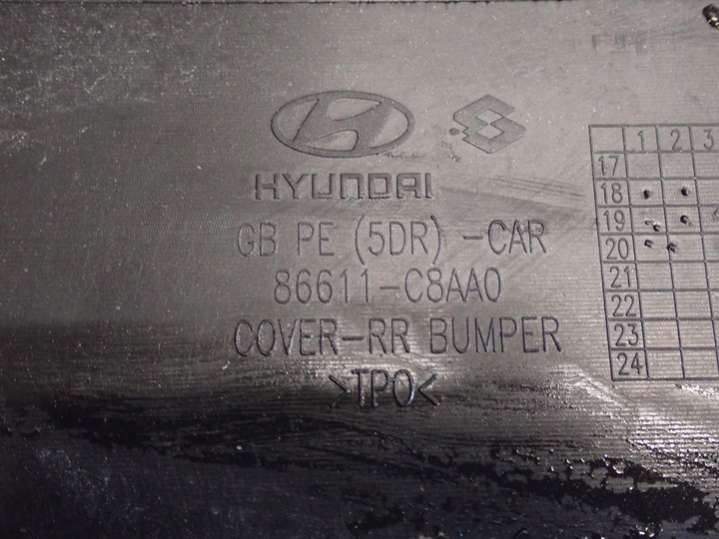 HYUNDAI
GB PE (5DR) -CAR
86611-C8AA0
COVER-RR BUMPER
>TPO<
1 2 3
17
18
19
20
21
22
23
24